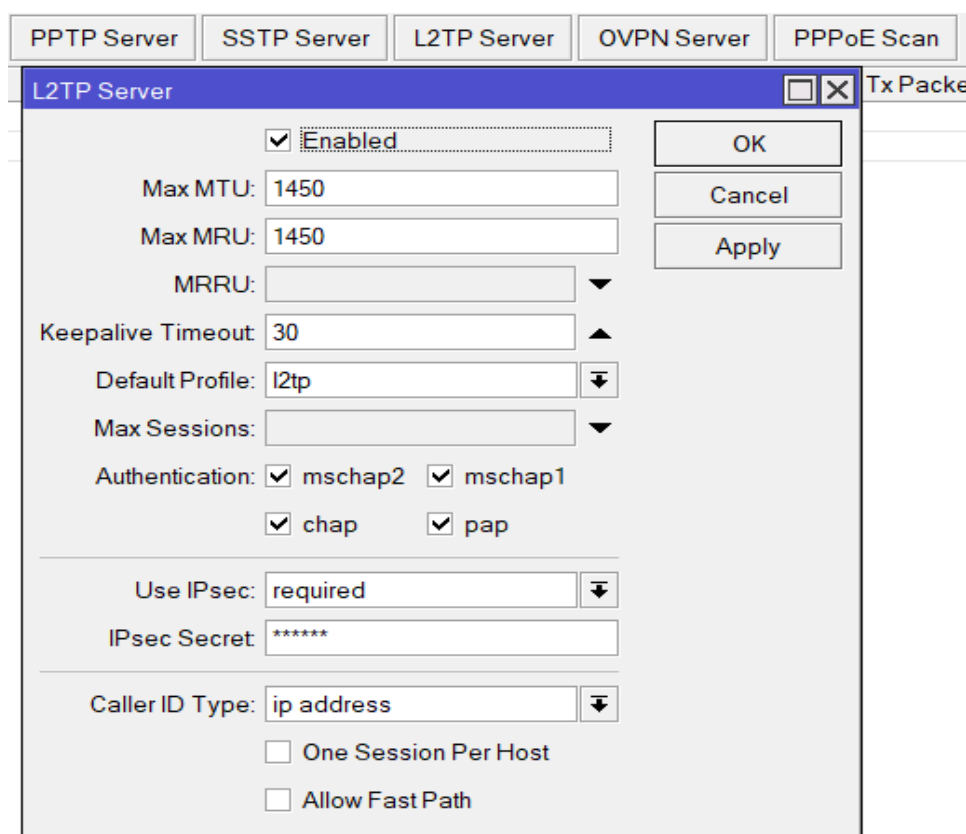 PPTP Server SSTP Server L2TP Server OVPN Server PPPoE Scan
L2TP Server
Tx Packe
Enabled
OK
Max MTU: 1450
Cancel
Max MRU: 1450
Apply
MRRU:
Keepalive Timeout: 30
Default Profile: l2tp
Max Sessions:
Authentication: mschap2 mschap1
chap pap
Use IPsec: required
IPsec Secret: ******
Caller ID Type: ip address
One Session Per Host
Allow Fast Path